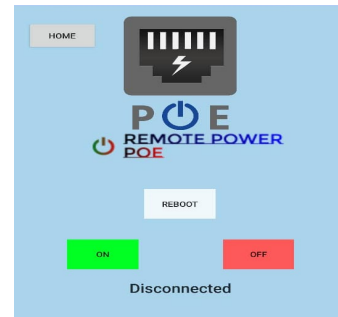 HOME
POE
REMOTE POWER
POE
REBOOT
ON OFF
Disconnected